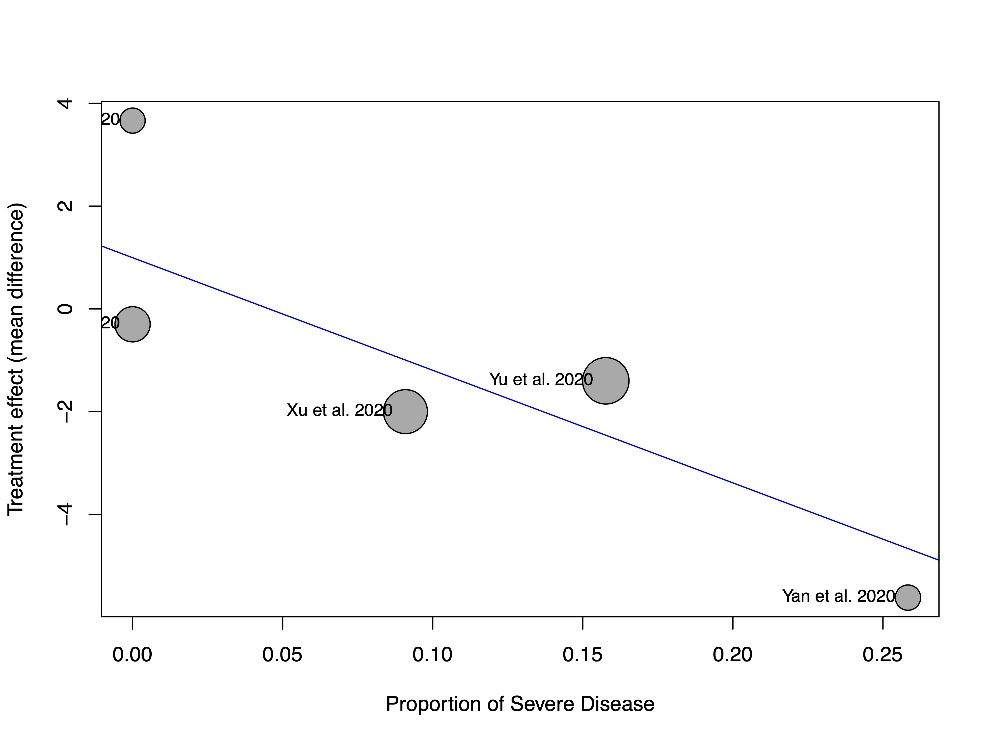 4
2
0
−2
−4
Treatment effect (mean difference)
20
20
Yu et al. 2020
Xu et al. 2020
Yan et al. 2020
0.00 0.05 0.10 0.15 0.20 0.25
Proportion of Severe Disease